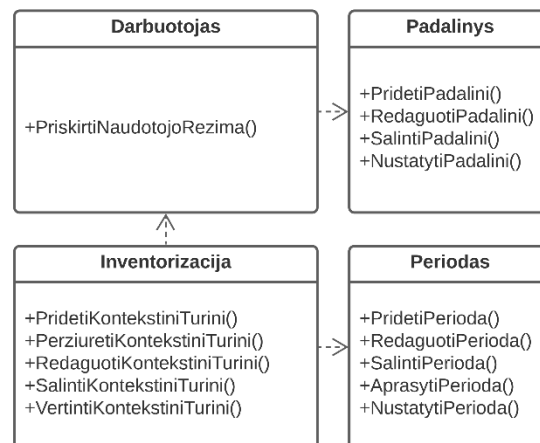 Darbuotojas
+PriskirtiNaudotojoRezima()
Padalinys
+PridetiPadalini()
+RedaguotiPadalini()
+SalintiPadalini()
+NustatytiPadalini()
Inventorizacija
+PridetiKontekstiniTurini()
+PerziuretiKontekstiniTurini()
+RedaguotiKontekstiniTurini()
+SalintiKontekstiniTurini()
+VertintiKontekstiniTurini()
Periodas
+PridetiPerioda()
+RedaguotiPerioda()
+SalintiPerioda()
+AprasytiPerioda()
+NustatytiPerioda()